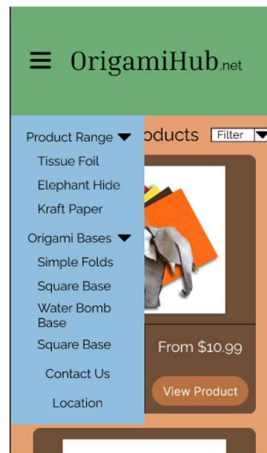 OrigamiHub.net
Product Range
oducts
Filter
Tissue Foil
Elephant Hide
Kraft Paper
Origami Bases
Simple Folds
Square Base
Water Bomb
Base
Square Base
Contact Us
Location
From $10.99
View Product